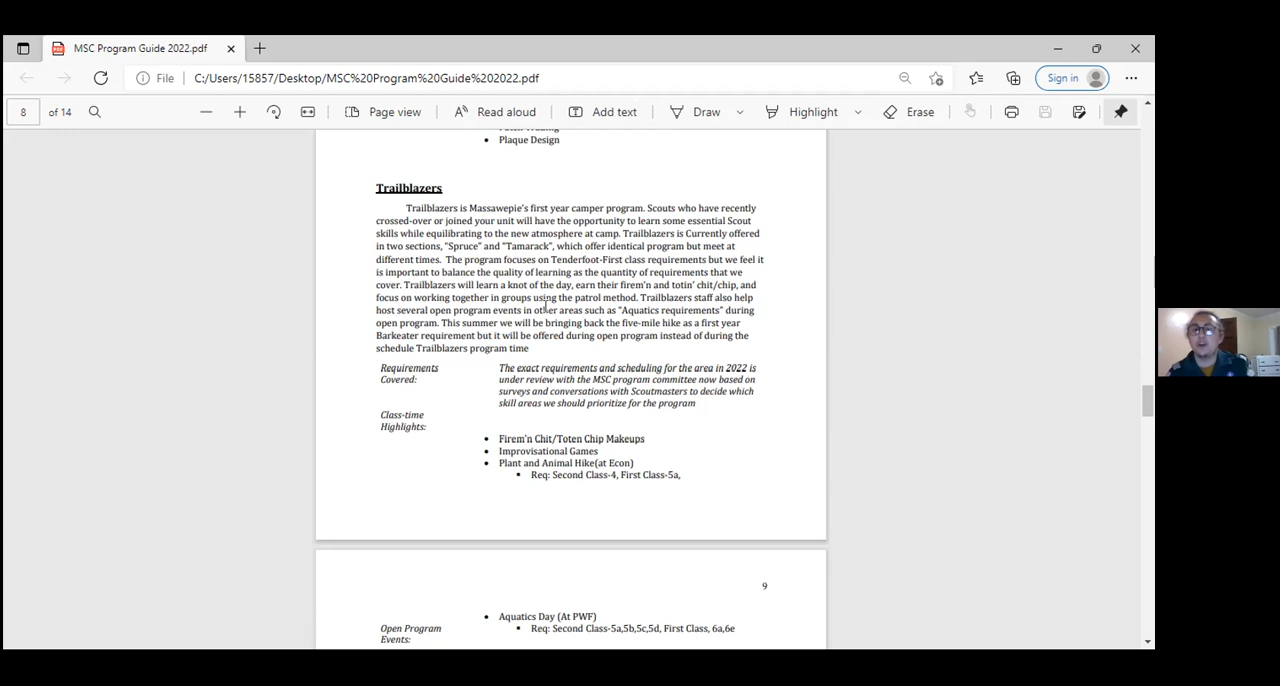 MSC Program Guide 2022.pdf
File C:/Users/15857/Desktop/MSC%20Program%20Guide%202022.pdf Sign in
8 of 14 Page view Read aloud Add text Draw Highlight Erase
Patch Trading
• Plaque Design
Trailblazers
Trailblazers is Massawepie's first year camper program. Scouts who have recently
crossed-over or joined your unit will have the opportunity to learn some essential Scout
skills while equilibrating to the new atmosphere at camp. Trailblazers is Currently offered
in two sections, "Spruce" and "Tamarack", which offer identical program but meet at
different times. The program focuses on Tenderfoot-First class requirements but we feel it
is important to balance the quality of learning as the quantity of requirements that we
cover. Trailblazers will learn a knot of the day, earn their firem'n and totin' chit/chip, and
focus on working together in groups using the patrol method. Trailblazers staff also help
host several open program events in other areas such as "Aquatics requirements" during
open program. This summer we will be bringing back the five-mile hike as a first year
Barkeater requirement but it will be offered during open program instead of during the
schedule Trailblazers program time
Requirements Covered:
The exact requirements and scheduling for the area in 2022 is
under review with the MSC program committee now based on
surveys and conversations with Scoutmasters to decide which
skill areas we should prioritize for the program
Class-time
Highlights:
• Firem'n Chit/Toten Chip Makeups
• Improvisational Games
• Plant and Animal Hike(at Econ)
▪ Req: Second Class-4, First Class-5a,
9
• Aquatics Day (At PWF)
▪ Req: Second Class-5a,5b,5c,5d, First Class, 6a,6e
Open Program
Events: